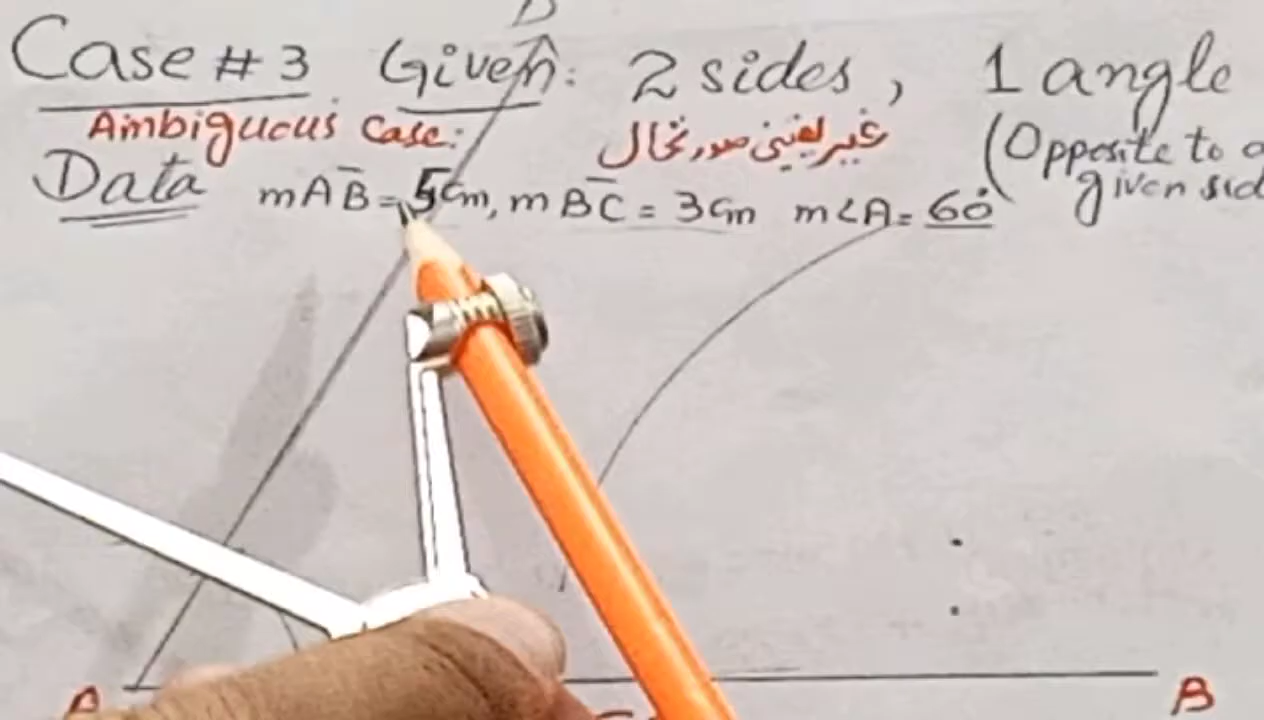 D
Case # 3 Given: 2 sides, 1 angle
Ambiguous Case: غیر یقینی صورتحال (Opposite to a
given sid
Data mAB = 5cm, mBC = 3cm m∠A = 60°
A B